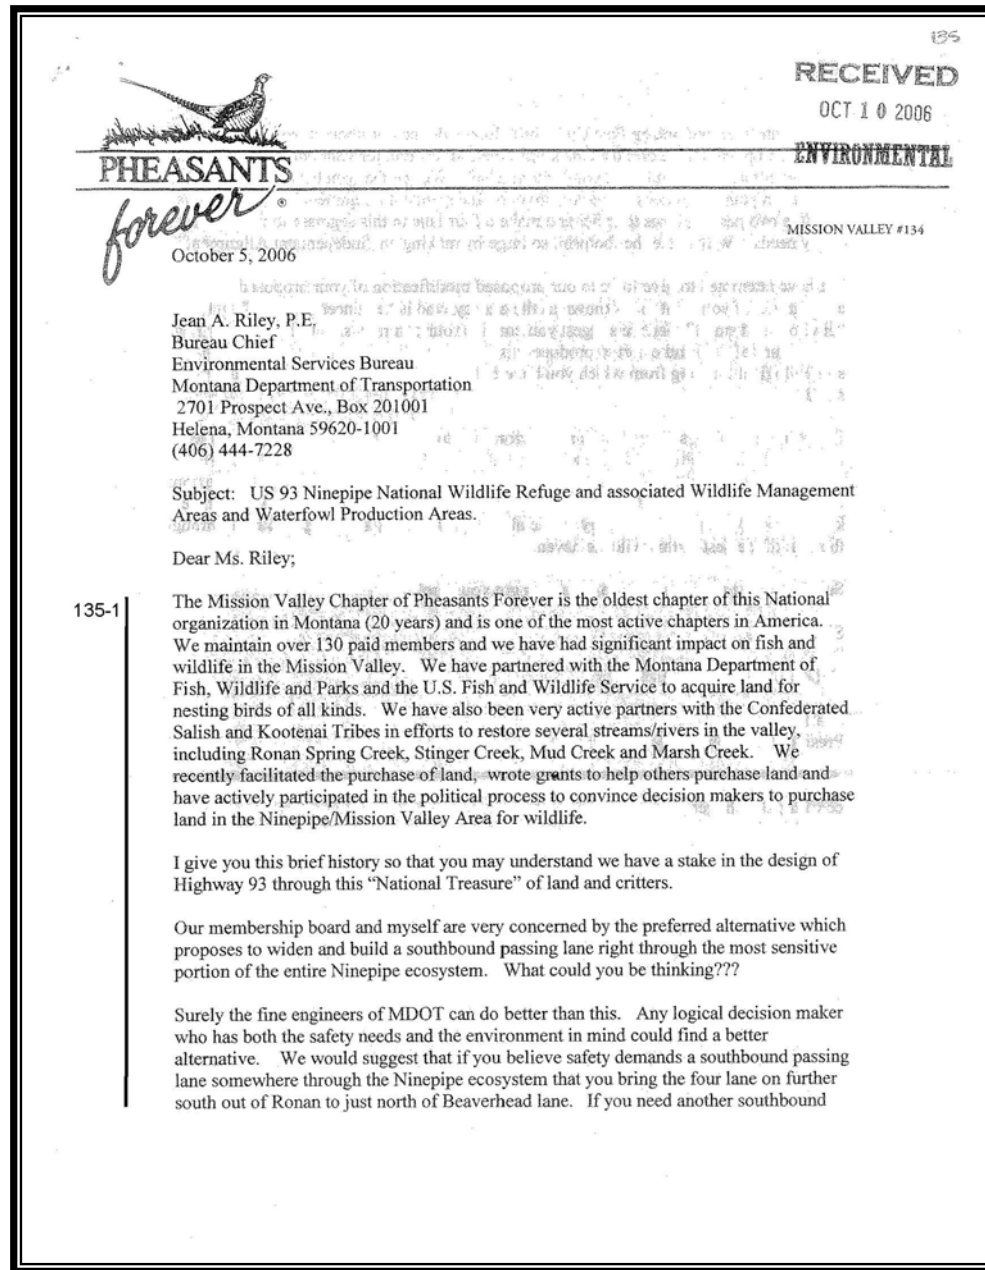 135
RECEIVED
OCT 10 2006
ENVIRONMENTAL
PHEASANTS
forever ®
MISSION VALLEY #134
October 5, 2006
Jean A. Riley, P.E,
Bureau Chief
Environmental Services Bureau
Montana Department of Transportation
2701 Prospect Ave., Box 201001
Helena, Montana 59620-1001
(406) 444-7228
Subject: US 93 Ninepipe National Wildlife Refuge and associated Wildlife Management
Areas and Waterfowl Production Areas.
Dear Ms. Riley;
135-1
The Mission Valley Chapter of Pheasants Forever is the oldest chapter of this National
organization in Montana (20 years) and is one of the most active chapters in America.
We maintain over 130 paid members and we have had significant impact on fish and
wildlife in the Mission Valley. We have partnered with the Montana Department of
Fish, Wildlife and Parks and the U.S. Fish and Wildlife Service to acquire land for
nesting birds of all kinds. We have also been very active partners with the Confederated
Salish and Kootenai Tribes in efforts to restore several streams/rivers in the valley,
including Ronan Spring Creek, Stinger Creek, Mud Creek and Marsh Creek. We
recently facilitated the purchase of land, wrote grants to help others purchase land and
have actively participated in the political process to convince decision makers to purchase
land in the Ninepipe/Mission Valley Area for wildlife.
I give you this brief history so that you may understand we have a stake in the design of
Highway 93 through this “National Treasure” of land and critters.
Our membership board and myself are very concerned by the preferred alternative which
proposes to widen and build a southbound passing lane right through the most sensitive
portion of the entire Ninepipe ecosystem. What could you be thinking???
Surely the fine engineers of MDOT can do better than this. Any logical decision maker
who has both the safety needs and the environment in mind could find a better
alternative. We would suggest that if you believe safety demands a southbound passing
lane somewhere through the Ninepipe ecosystem that you bring the four lane on further
south out of Ronan to just north of Beaverhead lane. If you need another southbound